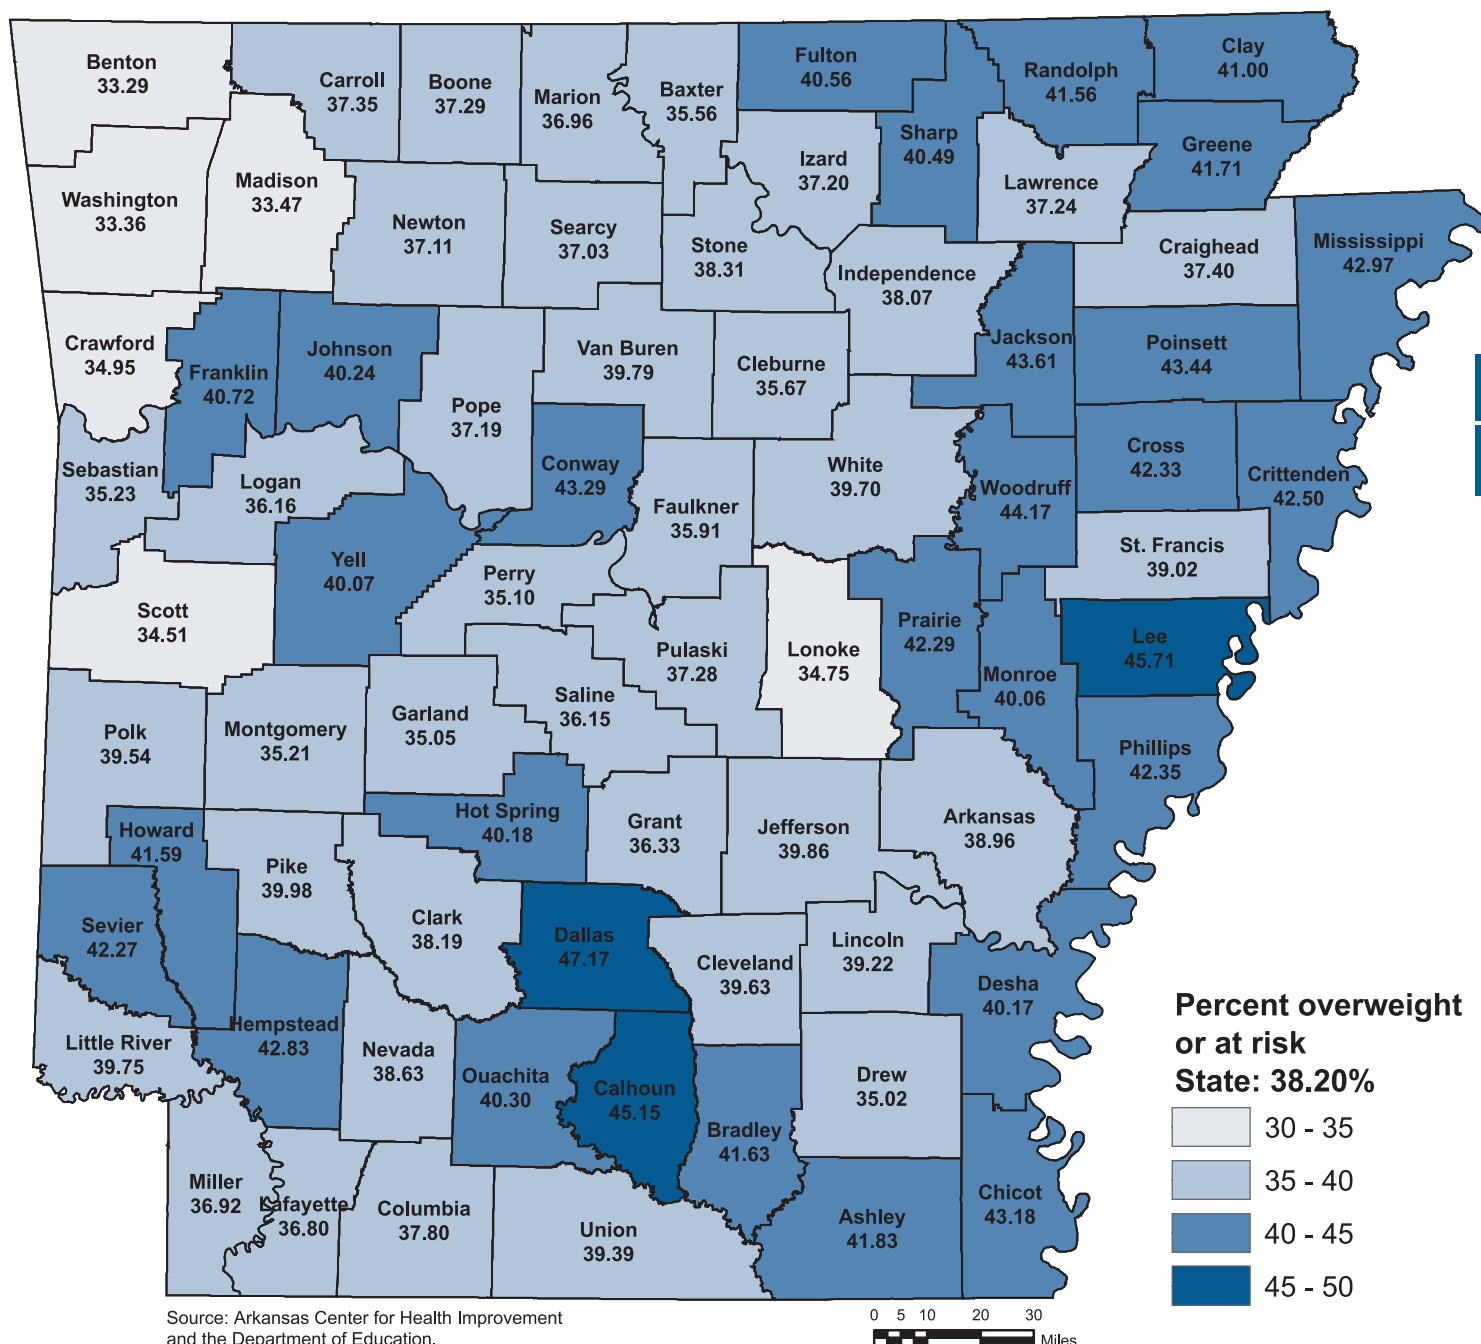 Benton
33.29
Carroll
37.35
Boone
37.29
Marion
36.96
Baxter
35.56
Fulton
40.56
Randolph
41.56
Clay
41.00
Sharp
40.49
Greene
41.71
Izard
37.20
Lawrence
37.24
Washington
33.36
Madison
33.47
Newton
37.11
Searcy
37.03
Stone
38.31
Independence
38.07
Craighead
37.40
Mississippi
42.97
Crawford
34.95
Franklin
40.72
Johnson
40.24
Pope
37.19
Van Buren
39.79
Cleburne
35.67
Jackson
43.61
Poinsett
43.44
Sebastian
35.23
Logan
36.16
Conway
43.29
Faulkner
35.91
White
39.70
Woodruff
44.17
Cross
42.33
Crittenden
42.50
Scott
34.51
Yell
40.07
Perry
35.10
St. Francis
39.02
Pulaski
37.28
Lonoke
34.75
Prairie
42.29
Monroe
40.06
Lee
45.71
Polk
39.54
Montgomery
35.21
Garland
35.05
Saline
36.15
Phillips
42.35
Howard
41.59
Pike
39.98
Hot Spring
40.18
Grant
36.33
Jefferson
39.86
Arkansas
38.96
Sevier
42.27
Clark
38.19
Dallas
47.17
Cleveland
39.63
Lincoln
39.22
Desha
40.17
Little River
39.75
Hempstead
42.83
Nevada
38.63
Ouachita
40.30
Calhoun
45.15
Bradley
41.63
Drew
35.02
Miller
36.92
Lafayette
36.80
Columbia
37.80
Union
39.39
Ashley
41.83
Chicot
43.18
Percent overweight
or at risk
State: 38.20%
30 - 35
35 - 40
40 - 45
45 - 50
Source: Arkansas Center for Health Improvement
and the Department of Education.
0 5 10 20 30
Miles